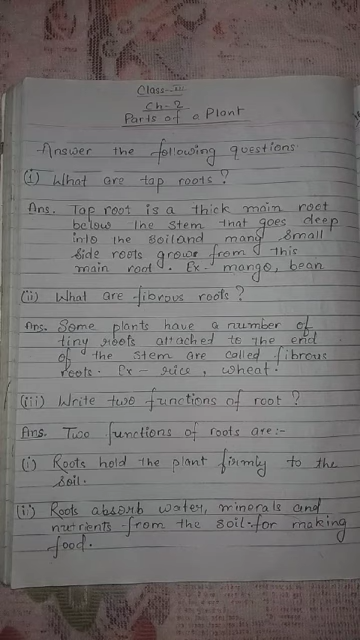 Class-III
Ch-2
Parts of a Plant
Answer the following questions.
(i) What are tap roots?
Ans. Tap root is a thick main root
below the stem that goes deep
into the soil and many small
side roots grows from this
main root. Ex. mango, bean
(ii) What are fibrous roots?
Ans. Some plants have a number of
tiny roots attached to the end
of the stem are called fibrous
roots. Ex - rice, wheat.
(iii) Write two functions of root?
Ans. Two functions of roots are:-
(i) Roots hold the plant firmly to the
soil.
(ii) Roots absorb water, minerals and
nutrients from the soil for making
food.